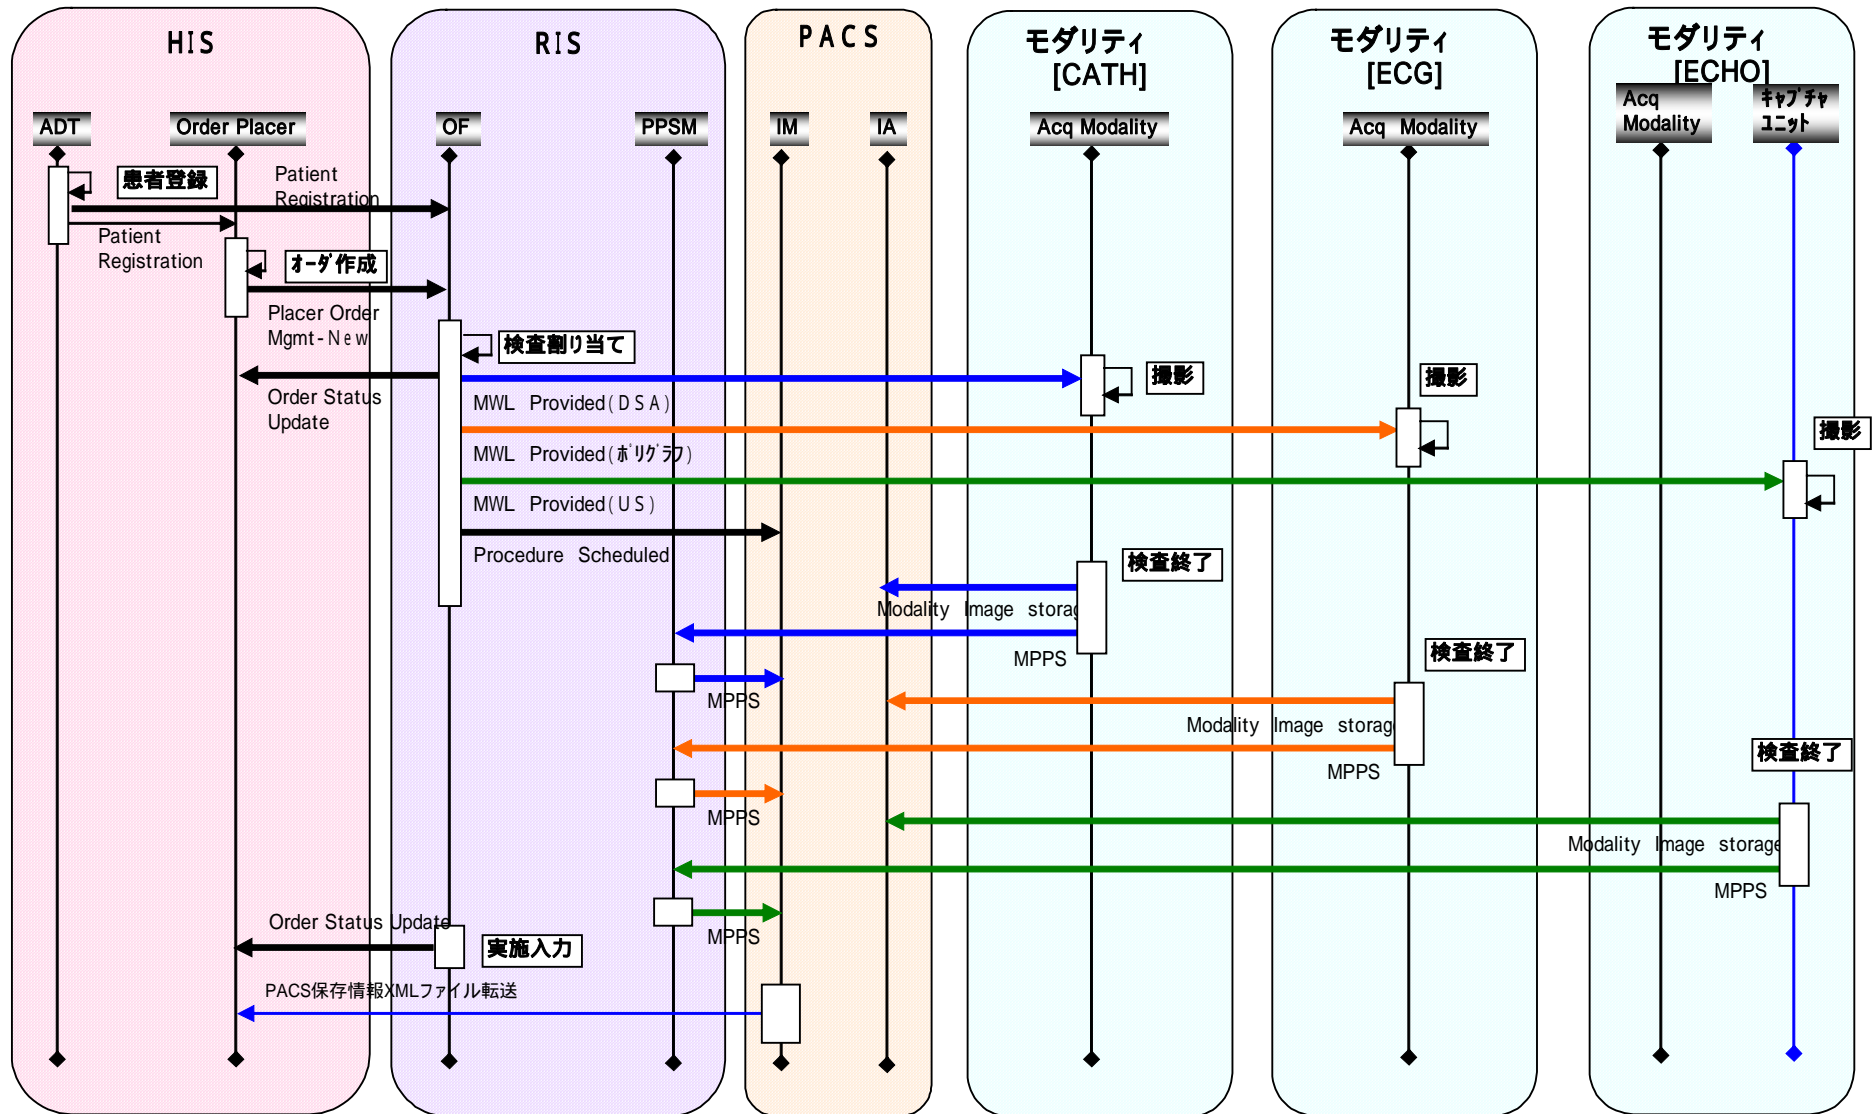 HIS
RIS
PACS
モダリティ
[CATH]
モダリティ
[ECG]
モダリティ
[ECHO]
ADT
Order Placer
OF
PPSM
IM
IA
Acq Modality
Acq Modality
Acq
Modality
ｷｬﾌﾟﾁｬ
ﾕﾆｯﾄ
患者登録
Patient
Registration
Patient
Registration
ｵｰﾀﾞ作成
Placer Order
Mgmt-New
検査割り当て
Order Status
Update
MWL Provided(DSA)
撮影
撮影
MWL Provided(ﾎﾟﾘｸﾞﾗﾌ)
撮影
MWL Provided(US)
Procedure Scheduled
検査終了
Modality Image storage
MPPS
検査終了
MPPS
Modality Image storage
検査終了
MPPS
MPPS
Modality Image storage
MPPS
Order Status Update
MPPS
実施入力
PACS保存情報XMLファイル転送